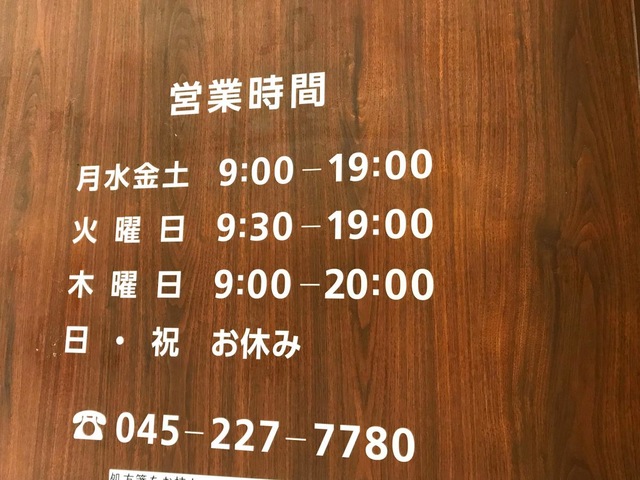 営業時間
月水金土 9:00-19:00
火曜日 9:30-19:00
木曜日 9:00-20:00
日・祝 お休み
☎045-227-7780